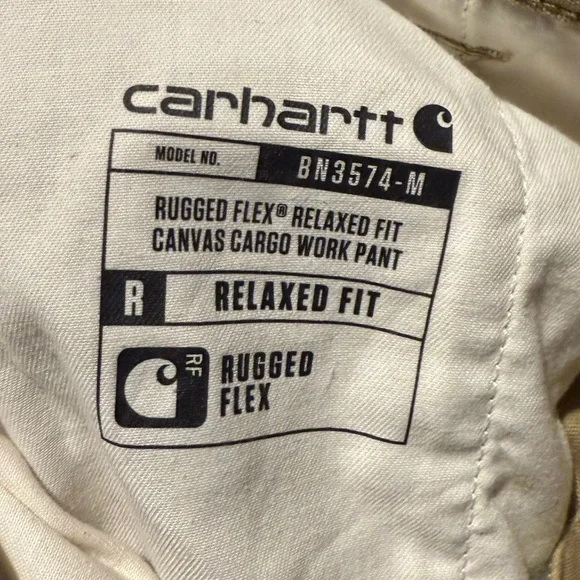 carhartt
MODEL NO. BN3574-M
RUGGED FLEX® RELAXED FIT
CANVAS CARGO WORK PANT
R RELAXED FIT
RF
RUGGED
FLEX